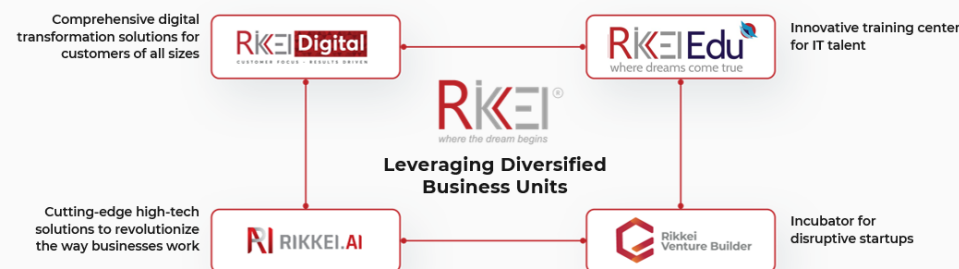 Comprehensive digital
transformation solutions for
customers of all sizes
RIKKEI Digital
CUSTOMER FOCUS - RESULTS DRIVEN
RIKKEI Edu
where dreams come true
Innovative training center
for IT talent
RIKKEI®
where the dream begins
Leveraging Diversified
Business Units
Cutting-edge high-tech
solutions to revolutionize
the way businesses work
RIKKEI.AI
Rikkei
Venture Builder
Incubator for
disruptive startups